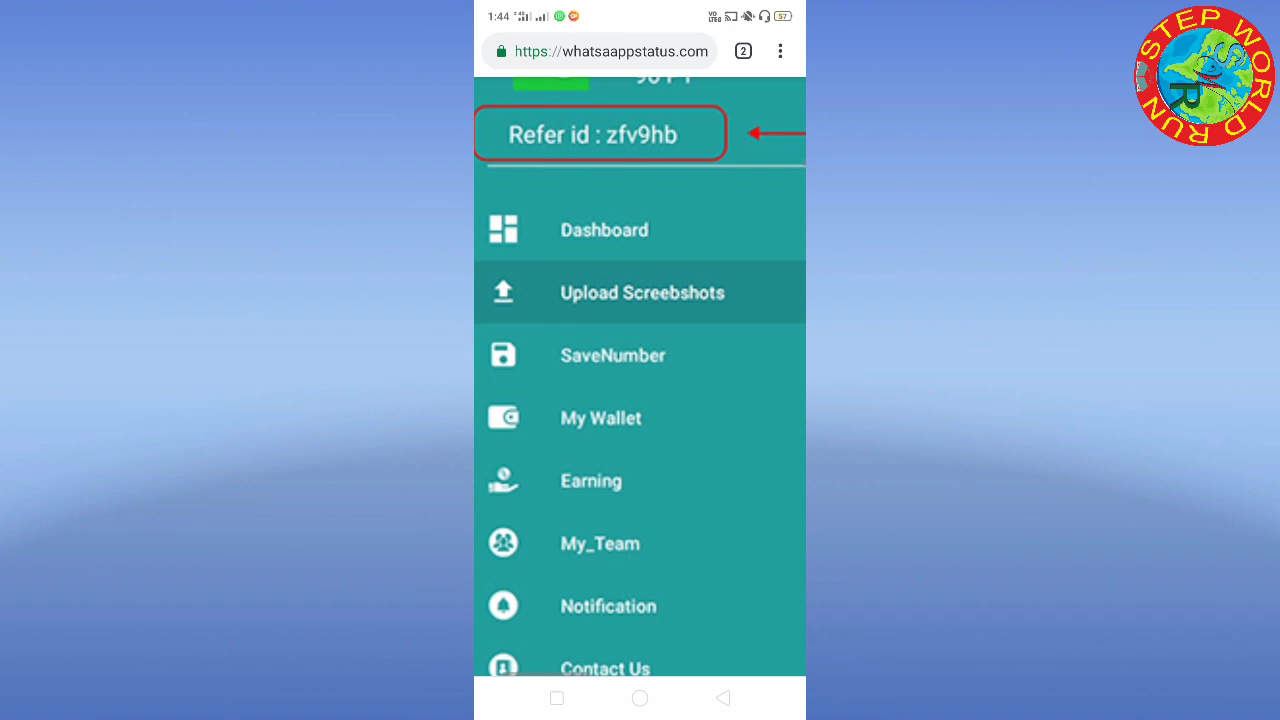 1:44
57
https://whatsaappstatus.com
2
STEP WORLD RUN
Refer id : zfv9hb
Dashboard
Upload Screebshots
SaveNumber
My Wallet
Earning
My_Team
Notification
Contact Us